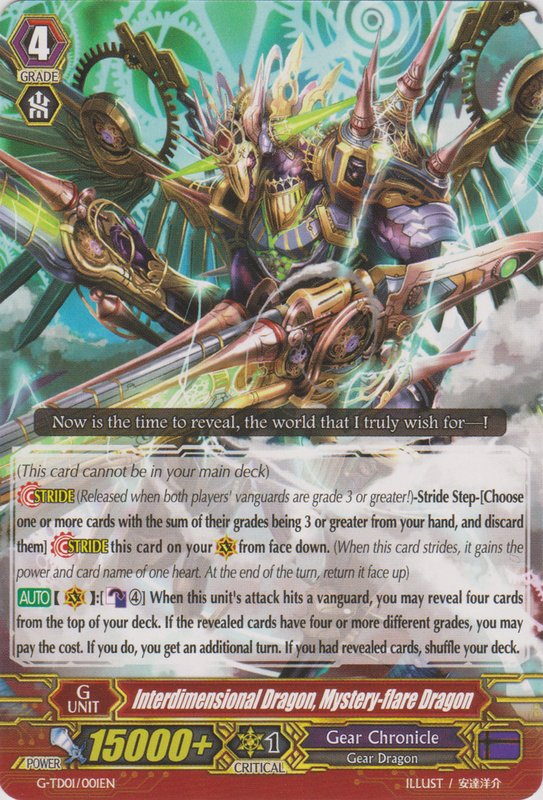 4
GRADE
Now is the time to reveal, the world that I truly wish for—!
(This card cannot be in your main deck)
STRIDE (Released when both players' vanguards are grade 3 or greater!)-Stride Step-[Choose
one or more cards with the sum of their grades being 3 or greater from your hand, and discard
them] STRIDE this card on your from face down. (When this card strides, it gains the
power and card name of one heart. At the end of the turn, return it face up)
AUTO [ ]:[ ④] When this unit's attack hits a vanguard, you may reveal four cards
from the top of your deck. If the revealed cards have four or more different grades, you may
pay the cost. If you do, you get an additional turn. If you had revealed cards, shuffle your deck.
G UNIT
Interdimensional Dragon, Mystery-flare Dragon
POWER 15000+
1
CRITICAL
Gear Chronicle
Gear Dragon
G-TD01/001EN
ILLUST / 安達洋介